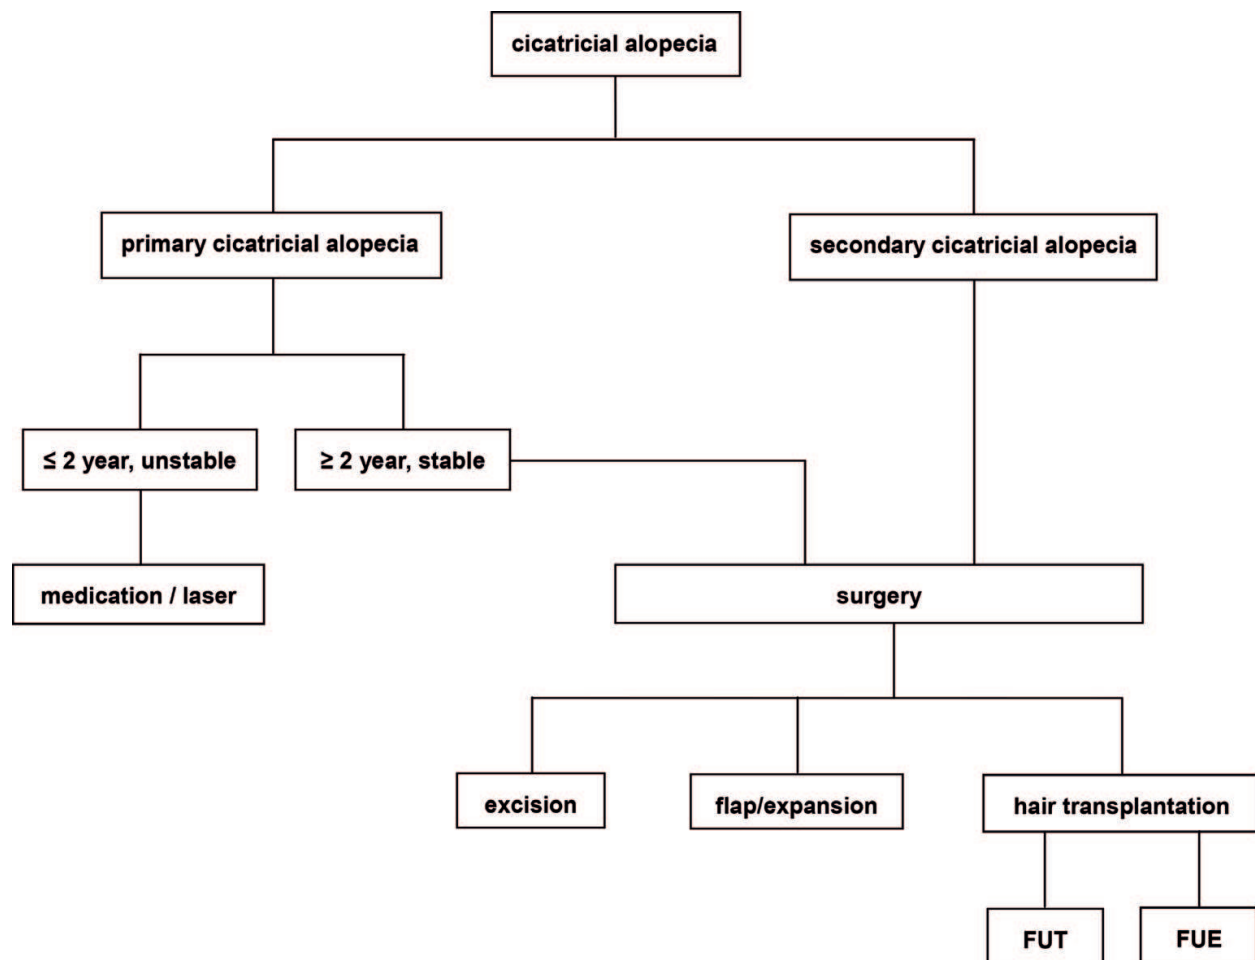 cicatricial alopecia
primary cicatricial alopecia
secondary cicatricial alopecia
≤ 2 year, unstable
≥ 2 year, stable
medication / laser
surgery
excision
flap/expansion
hair transplantation
FUT
FUE